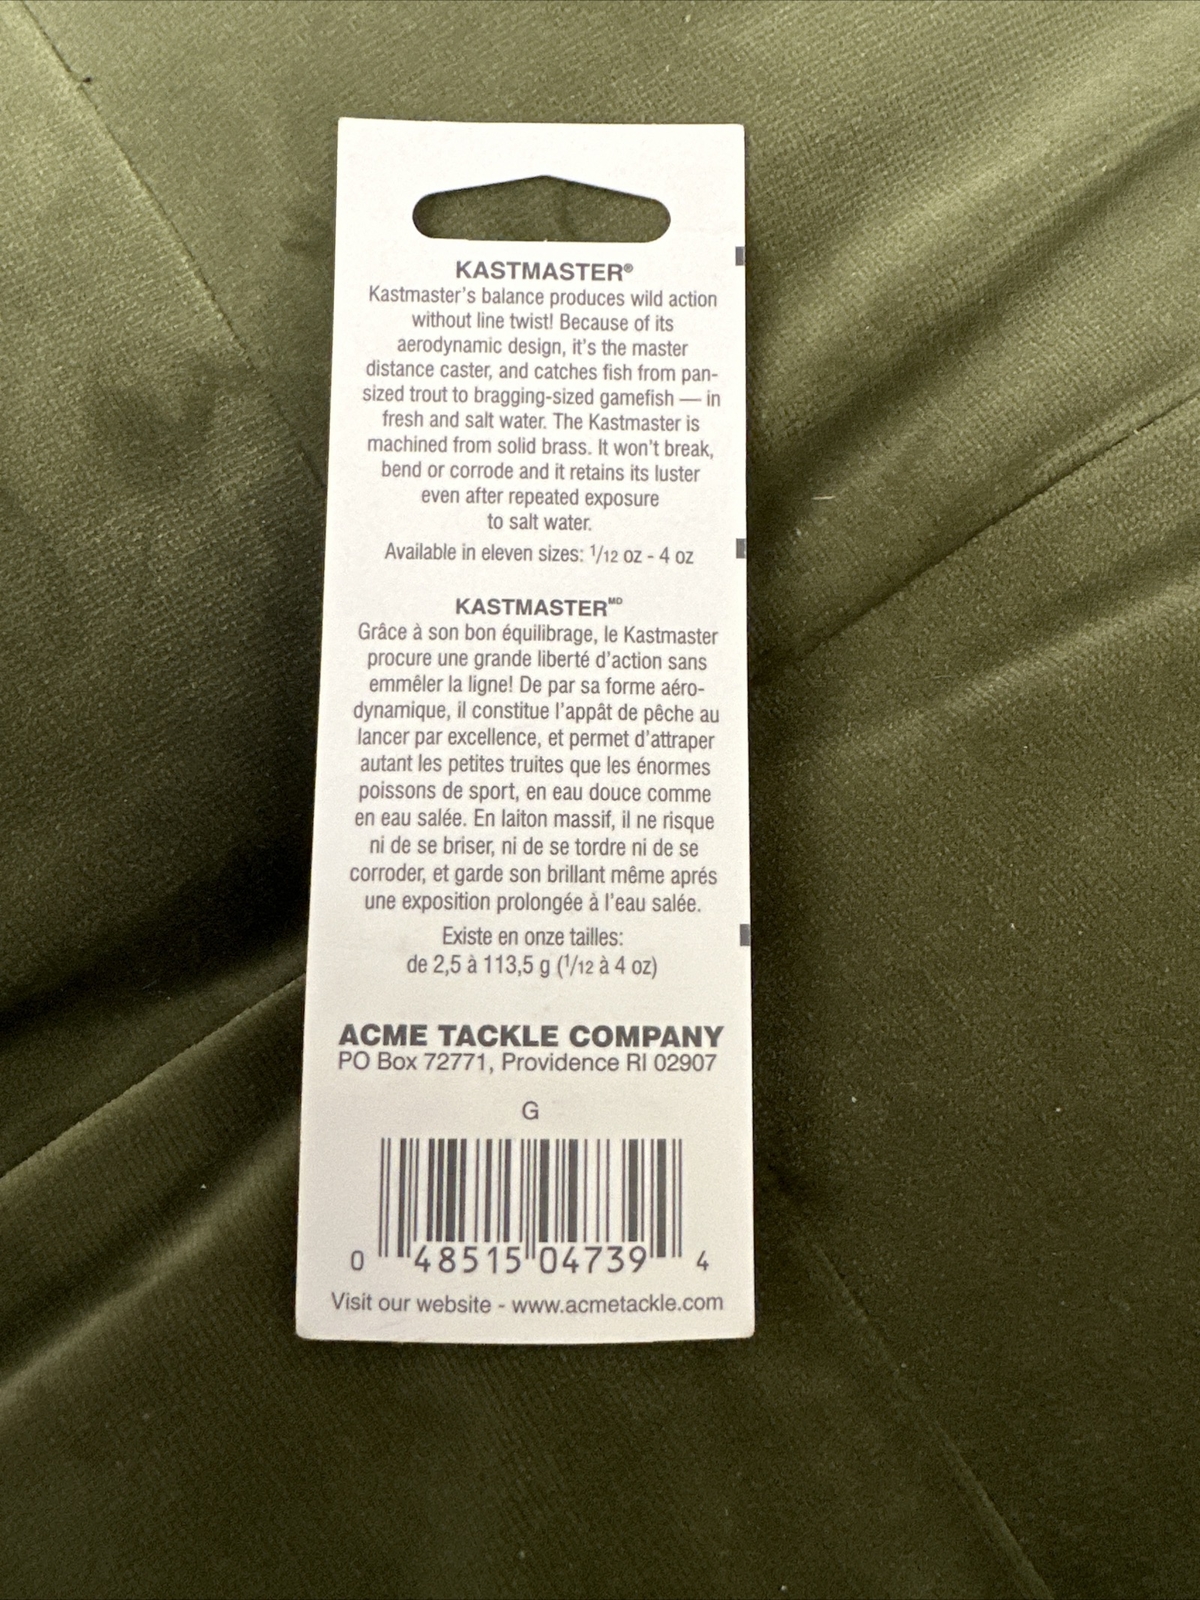 KASTMASTER®
Kastmaster's balance produces wild action
without line twist! Because of its
aerodynamic design, it's the master
distance caster, and catches fish from pan-
sized trout to bragging-sized gamefish — in
fresh and salt water. The Kastmaster is
machined from solid brass. It won't break,
bend or corrode and it retains its luster
even after repeated exposure
to salt water.
Available in eleven sizes: 1/12 oz - 4 oz
KASTMASTER MD
Grâce à son bon équilibrage, le Kastmaster
procure une grande liberté d'action sans
emmêler la ligne! De par sa forme aéro-
dynamique, il constitue l'appât de pêche au
lancer par excellence, et permet d'attraper
autant les petites truites que les énormes
poissons de sport, en eau douce comme
en eau salée. En laiton massif, il ne risque
ni de se briser, ni de se tordre ni de se
corroder, et garde son brillant même aprés
une exposition prolongée à l'eau salée.
Existe en onze tailles:
de 2,5 à 113,5 g (1/12 à 4 oz)
ACME TACKLE COMPANY
PO Box 72771, Providence RI 02907
G
0 48515 04739 4
Visit our website - www.acmetackle.com